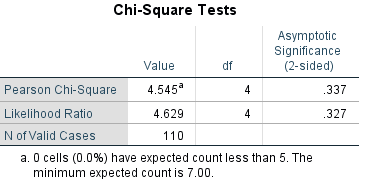 Chi-Square Tests
Asymptotic
Significance
Value df (2-sided)
Pearson Chi-Square 4.545a 4 .337
Likelihood Ratio 4.629 4 .327
N of Valid Cases 110
a. 0 cells (0.0%) have expected count less than 5. The
minimum expected count is 7.00.